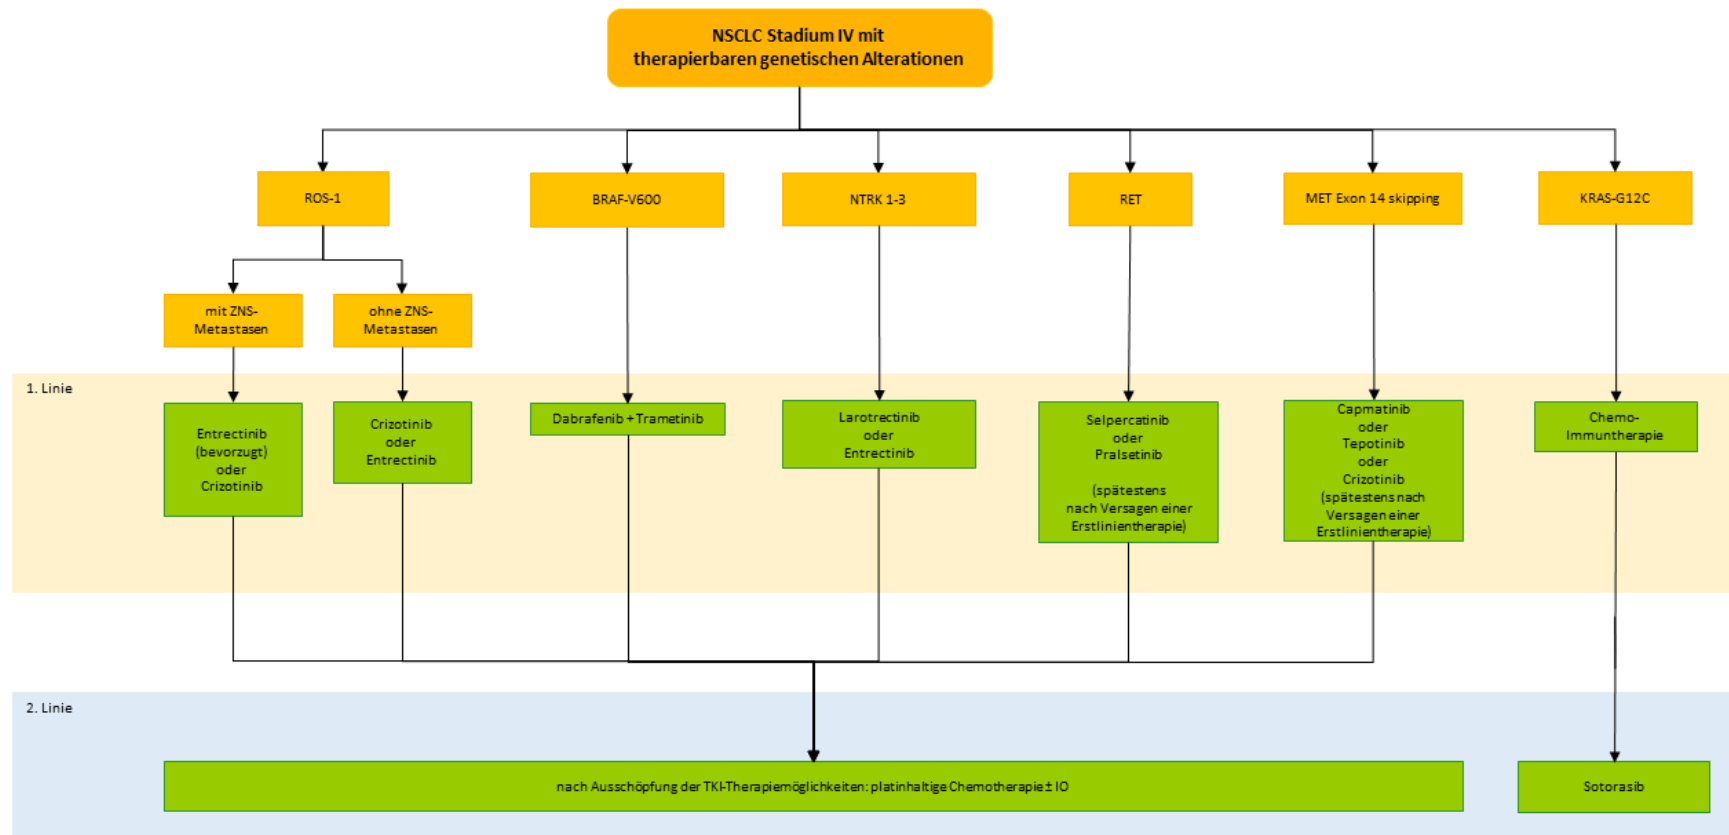 NSCLC Stadium IV mit
therapierbaren genetischen Alterationen
ROS-1
BRAF-V600
NTRK 1-3
RET
MET Exon 14 skipping
KRAS-G12C
mit ZNS-
Metastasen
ohne ZNS-
Metastasen
1. Linie
Entrectinib
(bevorzugt)
oder
Crizotinib
Crizotinib
oder
Entrectinib
Dabrafenib + Trametinib
Larotrectinib
oder
Entrectinib
Selpercatinib
oder
Pralsetinib
(spätestens
nach Versagen einer
Erstlinientherapie)
Capmatinib
oder
Tepotinib
oder
Crizotinib
(spätestens nach
Versagen einer
Erstlinientherapie)
Chemo-
Immuntherapie
2. Linie
nach Ausschöpfung der TKI-Therapiemöglichkeiten: platinhaltige Chemotherapie ± IO
Sotorasib